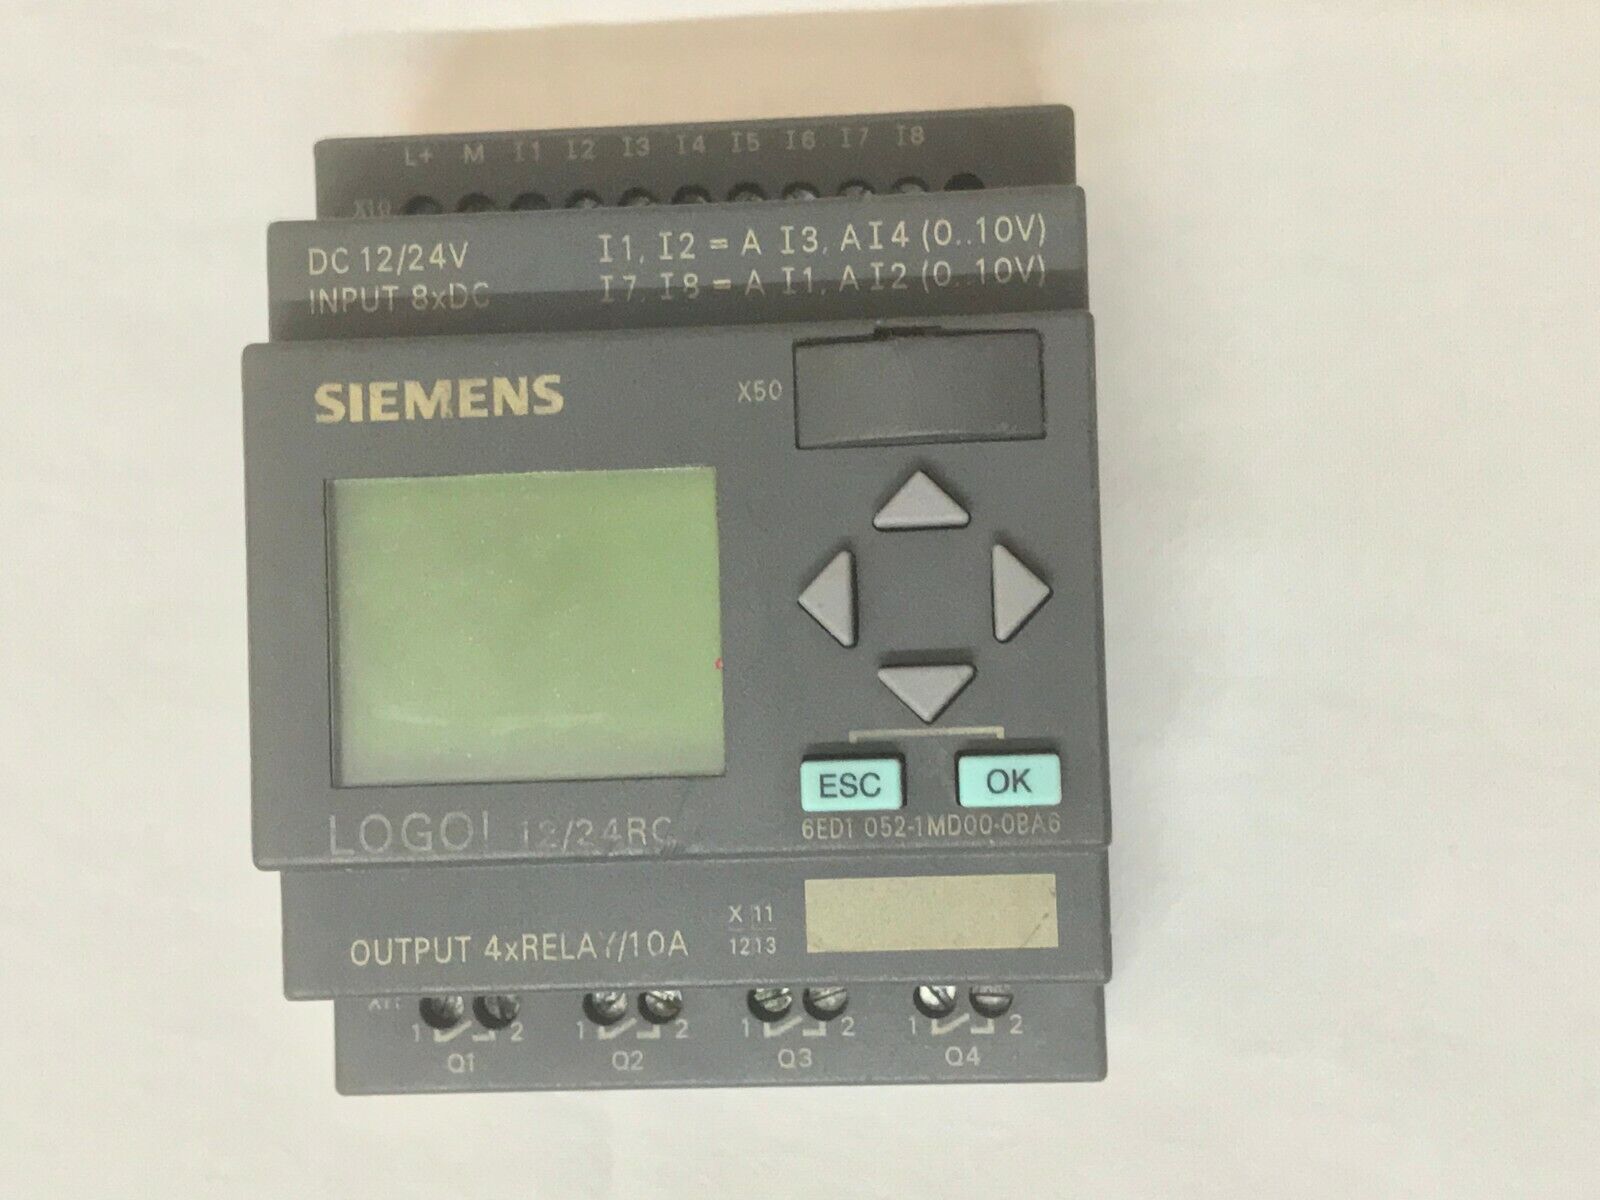 L+ M I1 I2 I3 I4 I5 I6 I7 I8
X10
DC 12/24V
INPUT 8xDC
I1, I2 = A I3, A I4 (0..10V)
I7, I8 = A I1, A I2 (0..10V)
SIEMENS
X50
ESC OK
LOGO! 12/24RC
6ED1 052-1MD00-0BA6
OUTPUT 4xRELAY/10A
X 11
12 13
X11
1 2 1 2 1 2 1 2
Q1 Q2 Q3 Q4